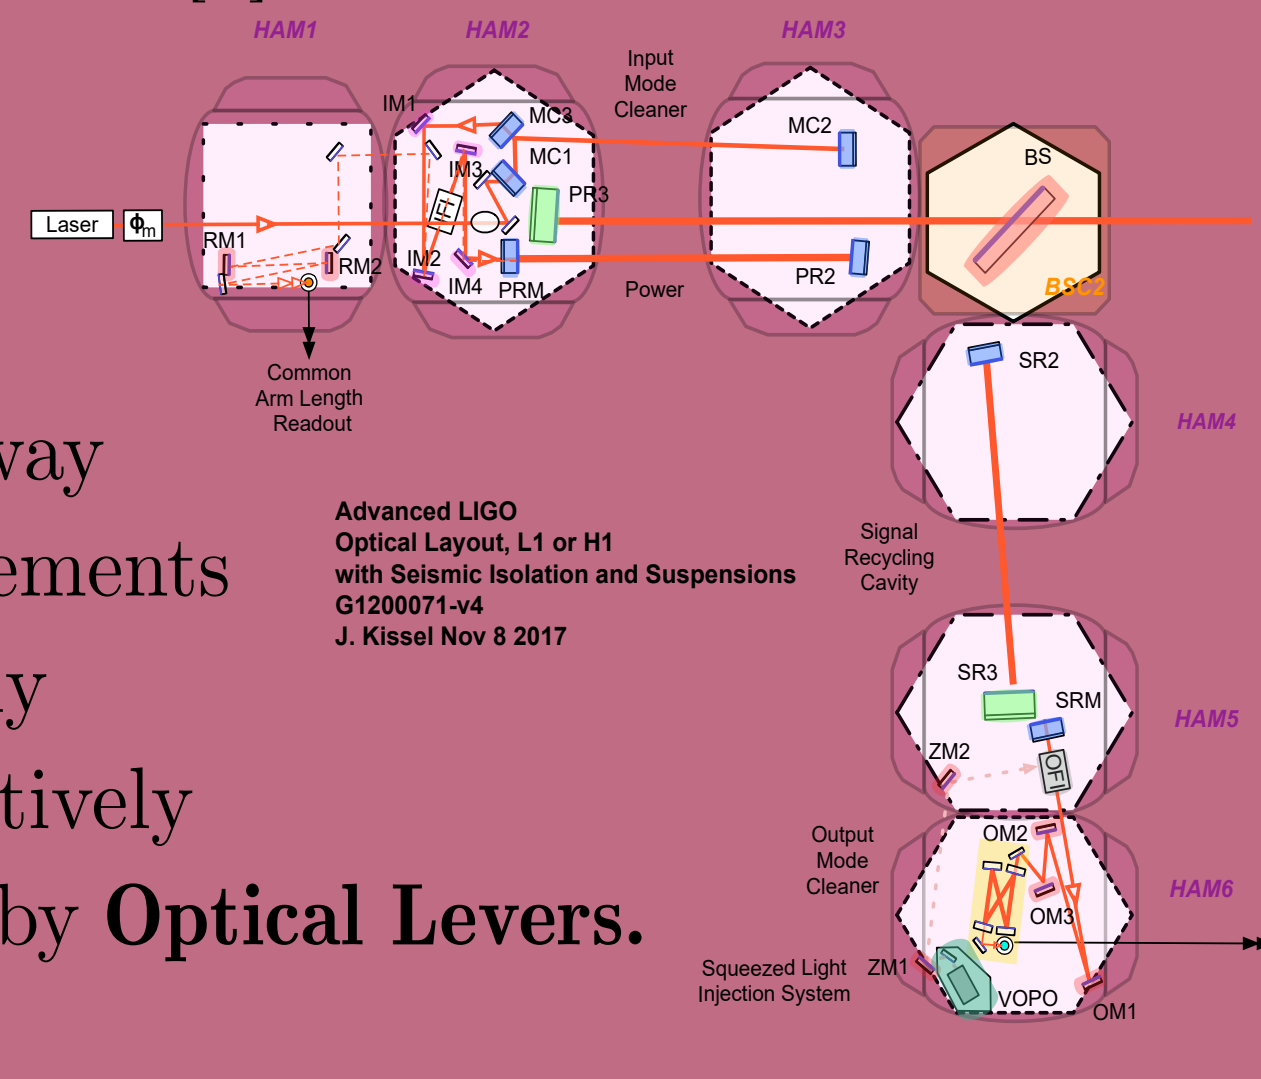 HAM1
HAM2
HAM3
Input
Mode
Cleaner
IM1
MC3
MC2
MC1
IM3
BS
PR3
IFI
Laser
ϕm
RM1
RM2
IM2
IM4
PRM
PR2
Power
BSC2
Common
Arm Length
Readout
SR2
HAM4
way
Advanced LIGO
Optical Layout, L1 or H1
with Seismic Isolation and Suspensions
G1200071-v4
J. Kissel Nov 8 2017
Signal
Recycling
Cavity
ements
SR3
SRM
HAM5
ZM2
OFI
tively
Output
Mode
Cleaner
OM2
OM3
HAM6
by Optical Levers.
Squeezed Light
Injection System
ZM1
VOPO
OM1